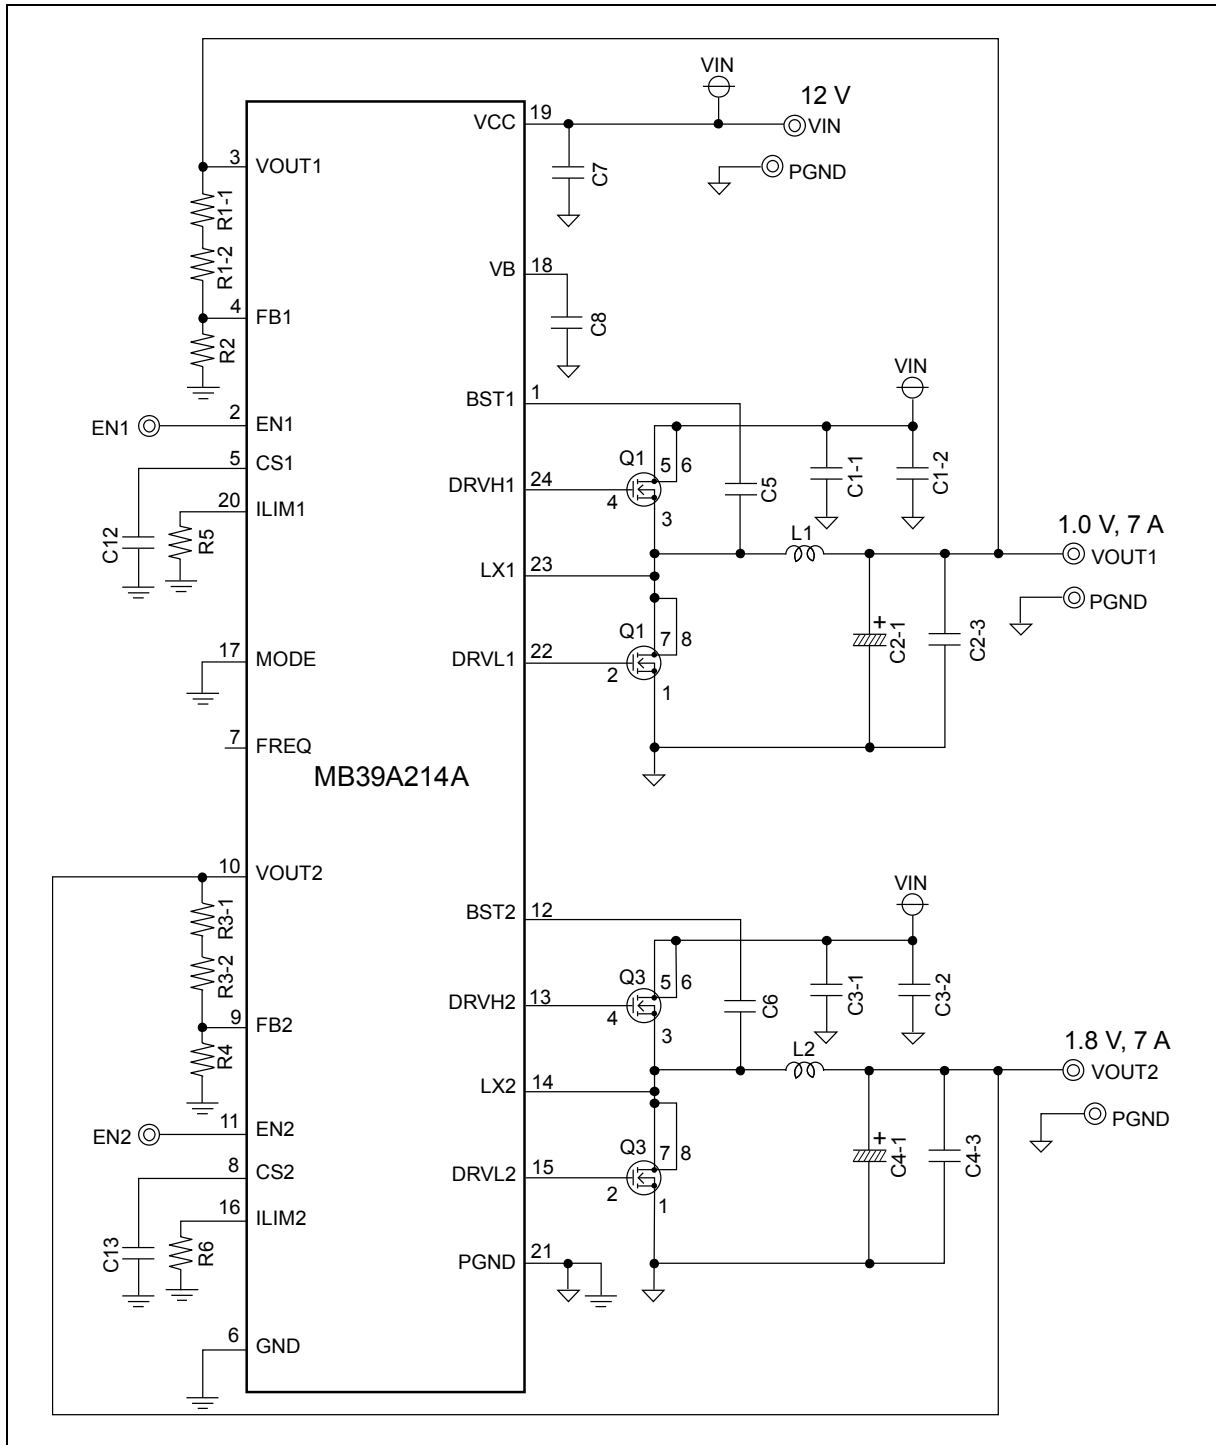 VIN
12 V
VIN
PGND
19
VCC
C7
3
VOUT1
R1-1
R1-2
18
VB
C8
4
FB1
R2
VIN
1
BST1
2
EN1
EN1
5
CS1
20
ILIM1
C12
R5
Q1
5
6
24
DRVH1
4
3
C5
C1-1
C1-2
L1
1.0 V, 7 A
VOUT1
PGND
23
LX1
Q1
7
8
22
DRVL1
2
1
+
C2-1
C2-3
17
MODE
7
FREQ
MB39A214A
10
VOUT2
R3-1
R3-2
VIN
12
BST2
Q3
5
6
13
DRVH2
4
3
C6
C3-1
C3-2
9
FB2
R4
L2
1.8 V, 7 A
VOUT2
PGND
14
LX2
11
EN2
EN2
8
CS2
Q3
7
8
15
DRVL2
2
1
+
C4-1
C4-3
16
ILIM2
C13
R6
21
PGND
6
GND